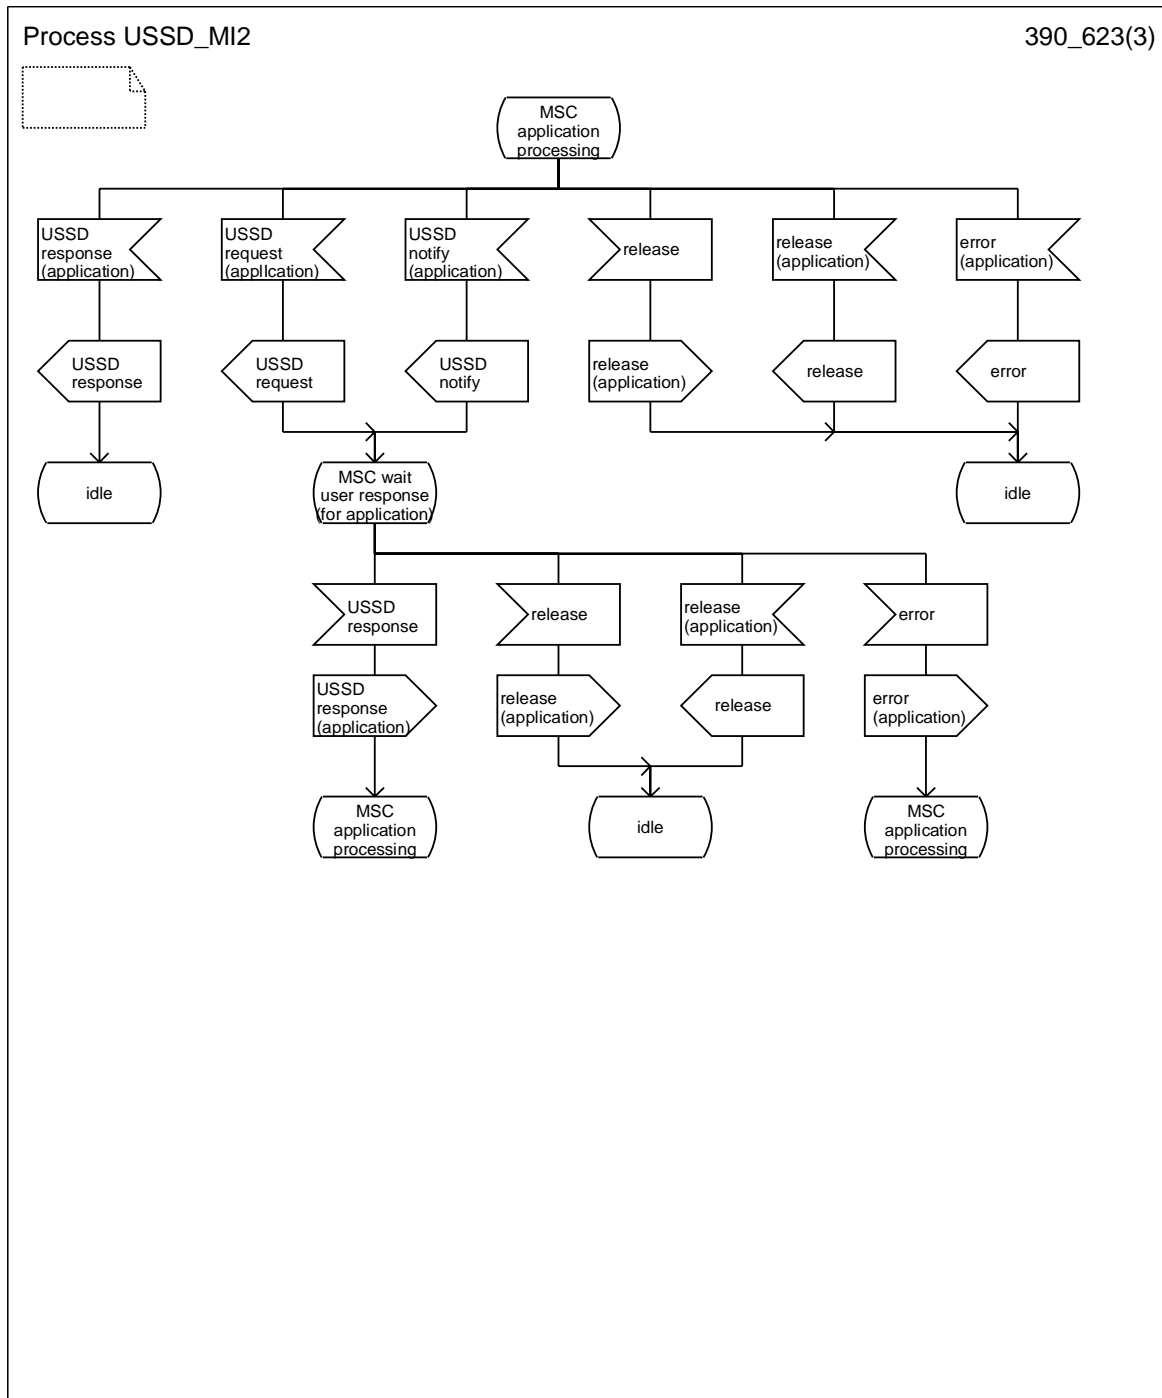 Process USSD_MI2
390_623(3)
MSC
application
processing
USSD
response
(application)
USSD
request
(appllcation)
USSD
notify
(application)
release
release
(application)
error
(application)
USSD
response
USSD
request
USSD
notify
release
(application)
release
error
idle
MSC wait
user response
(for application)
idle
USSD
response
release
release
(application)
error
USSD
response
(application)
release
(application)
release
error
(application)
MSC
application
processing
idle
MSC
application
processing